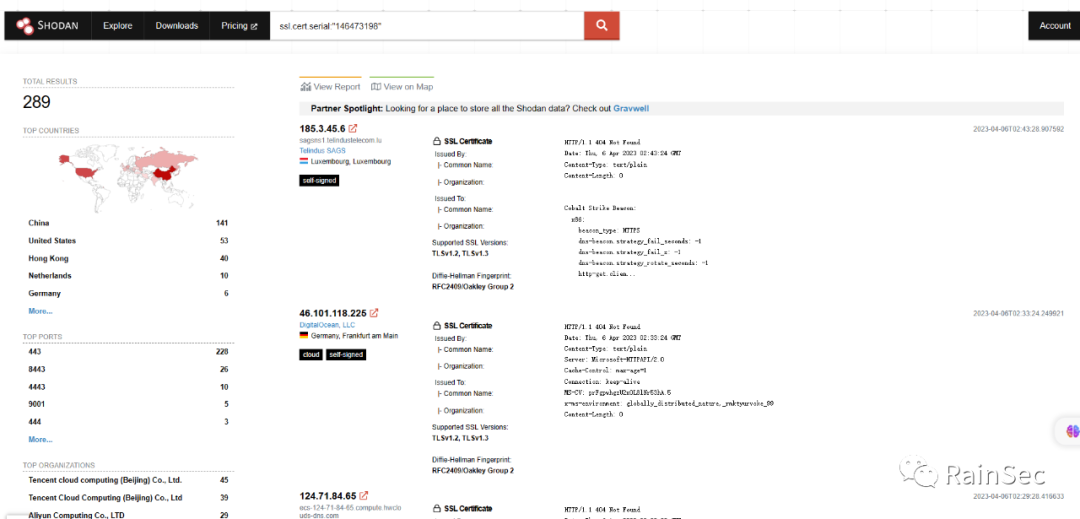 SHODAN Explore Downloads Pricing ssl.cert.serial:"146473198" Account
TOTAL RESULTS
289
TOP COUNTRIES
China 141
United States 53
Hong Kong 40
Netherlands 10
Germany 6
More...
TOP PORTS
443 228
8443 26
4443 10
9001 5
444 3
More...
TOP ORGANIZATIONS
Tencent cloud computing (Beijing) Co., Ltd. 45
Tencent Cloud Computing (Beijing) Co., Ltd 39
Aliyun Computing Co., LTD 29
View Report View on Map
Partner Spotlight: Looking for a place to store all the Shodan data? Check out Gravwell
185.3.45.6
sagsns1.telindustelecom.lu
Telindus SAGS
Luxembourg, Luxembourg
self-signed
SSL Certificate
Issued By:
|- Common Name:
|- Organization:
Issued To:
|- Common Name:
|- Organization:
Supported SSL Versions:
TLSv1.2, TLSv1.3
Diffie-Hellman Fingerprint:
RFC2409/Oakley Group 2
HTTP/1.1 404 Not Found
Date: Thu, 6 Apr 2023 02:43:24 GMT
Content-Type: text/plain
Content-Length: 0
Cobalt Strike Beacon:
x86:
beacon_type: HTTPS
dns-beacon.strategy_fail_seconds: -1
dns-beacon.strategy_fail_x: -1
dns-beacon.strategy_rotate_seconds: -1
http-get.clien...
2023-04-06T02:43:28.907592
46.101.118.226
DigitalOcean, LLC
Germany, Frankfurt am Main
cloud self-signed
SSL Certificate
Issued By:
|- Common Name:
|- Organization:
Issued To:
|- Common Name:
|- Organization:
Supported SSL Versions:
TLSv1.2, TLSv1.3
Diffie-Hellman Fingerprint:
RFC2409/Oakley Group 2
HTTP/1.1 404 Not Found
Date: Thu, 6 Apr 2023 02:33:24 GMT
Content-Type: text/plain
Server: Microsoft-HTTPAPI/2.0
Cache-Control: max-age=1
Connection: keep-alive
MS-CV:
x-ms-environment:
Content-Length: 0
2023-04-06T02:33:24.249921
124.71.84.65
ecs-124-71-84-65.compute.hwclo
uds-dns.com
SSL Certificate
Issued By:
HTTP/1.1 404 Not Found
2023-04-06T02:29:28.416633
RainSec